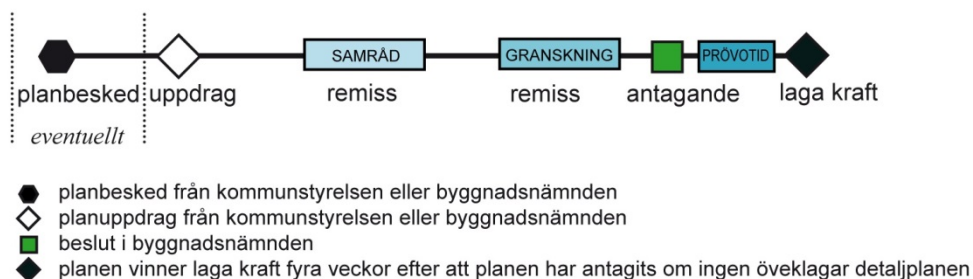 SAMRÅD GRANSKNING PRÖVOTID
planbesked uppdrag remiss remiss antagande laga kraft
eventuellt
planbesked från kommunstyrelsen eller byggnadsnämnden
planuppdrag från kommunstyrelsen eller byggnadsnämnden
beslut i byggnadsnämnden
planen vinner laga kraft fyra veckor efter att planen har antagits om ingen öveklagar detaljplanen